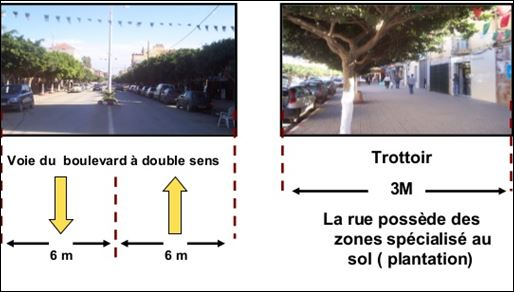 Voie du boulevard à double sens
6 m
6 m
Trottoir
3M
La rue possède des
zones spécialisé au
sol ( plantation)